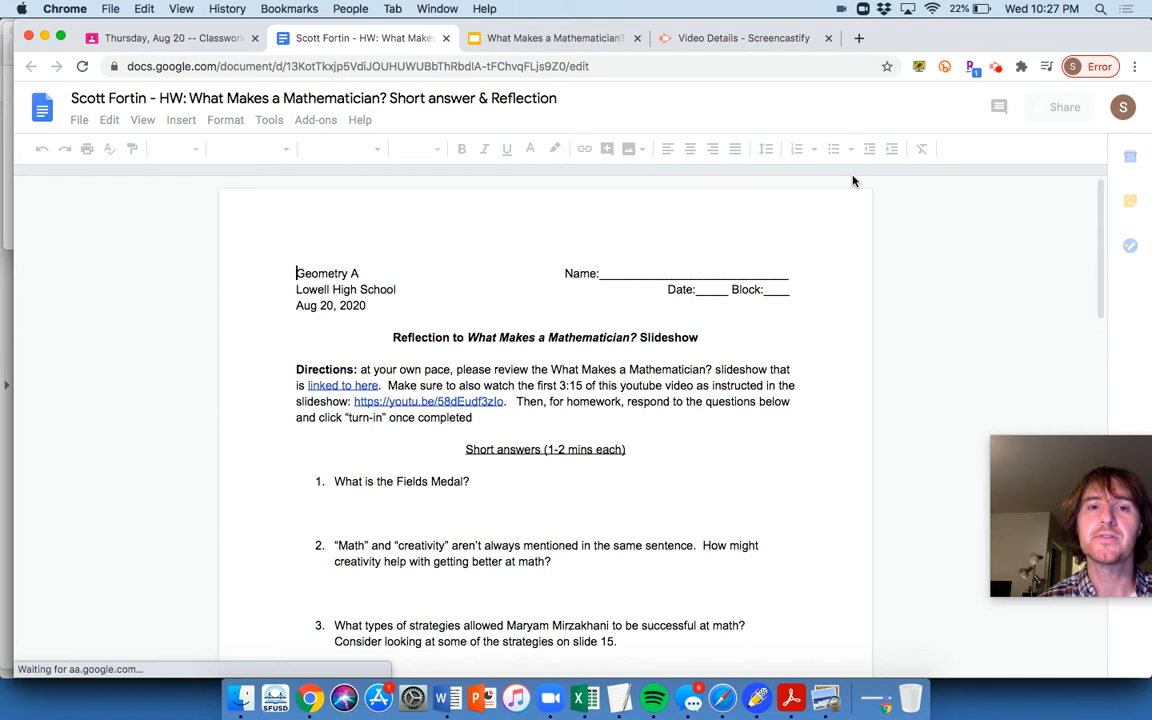 Chrome File Edit View History Bookmarks People Tab Window Help 22% Wed 10:27 PM
Thursday, Aug 20 -- Classwork Scott Fortin - HW: What Makes What Makes a Mathematician? Video Details - Screencastify
docs.google.com/document/d/13KotTkxjp5VdiJOUHUWUBbThRbdIA-tFChvqFLjs9Z0/edit S Error
Scott Fortin - HW: What Makes a Mathematician? Short answer & Reflection
File Edit View Insert Format Tools Add-ons Help Share S
Geometry A Name:
Lowell High School Date:_____ Block:____
Aug 20, 2020
Reflection to What Makes a Mathematician? Slideshow
Directions: at your own pace, please review the What Makes a Mathematician? slideshow that
is linked to here. Make sure to also watch the first 3:15 of this youtube video as instructed in the
slideshow: https://youtu.be/58dEudf3zIo. Then, for homework, respond to the questions below
and click “turn-in” once completed
Short answers (1-2 mins each)
1. What is the Fields Medal?
2. “Math” and “creativity” aren’t always mentioned in the same sentence. How might
creativity help with getting better at math?
3. What types of strategies allowed Maryam Mirzakhani to be successful at math?
Consider looking at some of the strategies on slide 15.
Waiting for aa.google.com...
SFUSD